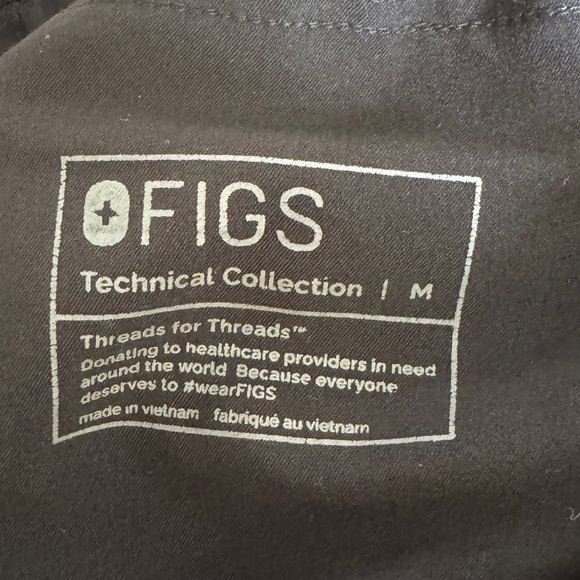 FIGS
Technical Collection | M
Threads for Threads™
Donating to healthcare providers in need
around the world Because everyone
deserves to #wearFIGS
made in vietnam fabriqué au vietnam